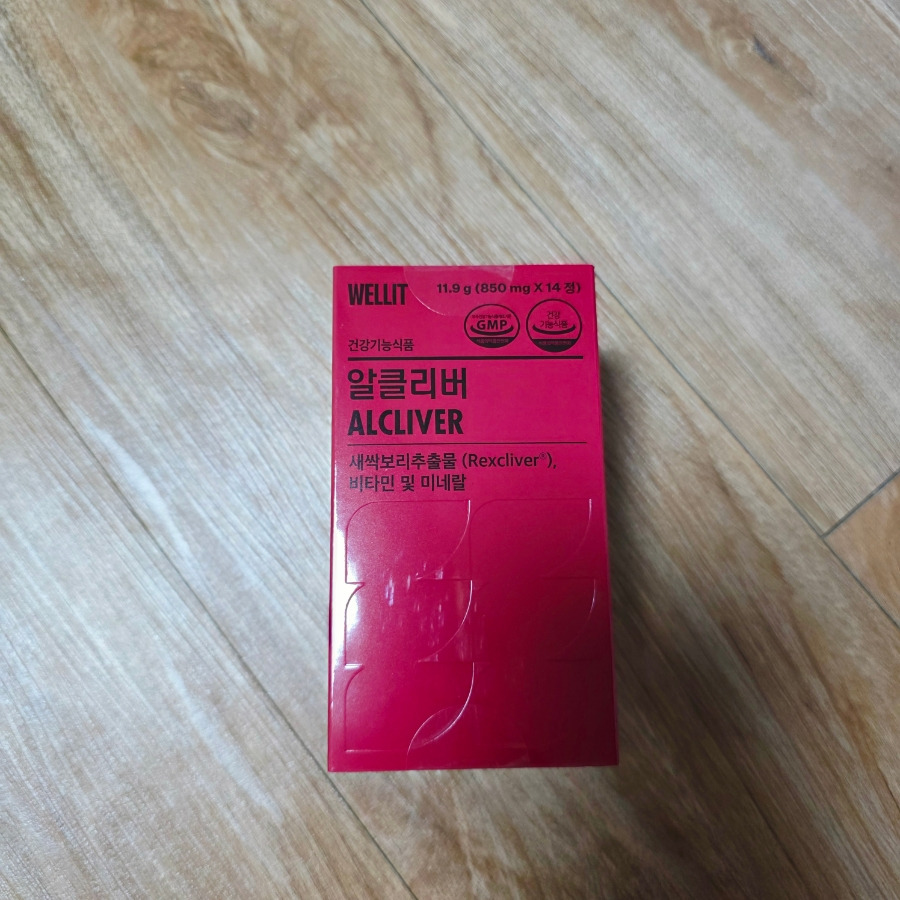 WELLIT
11.9 g (850 mg X 14 정)
GMP
건강
기능식품
건강기능식품
알클리버
ALCLIVER
새싹보리추출물 (Rexcliver®),
비타민 및 미네랄